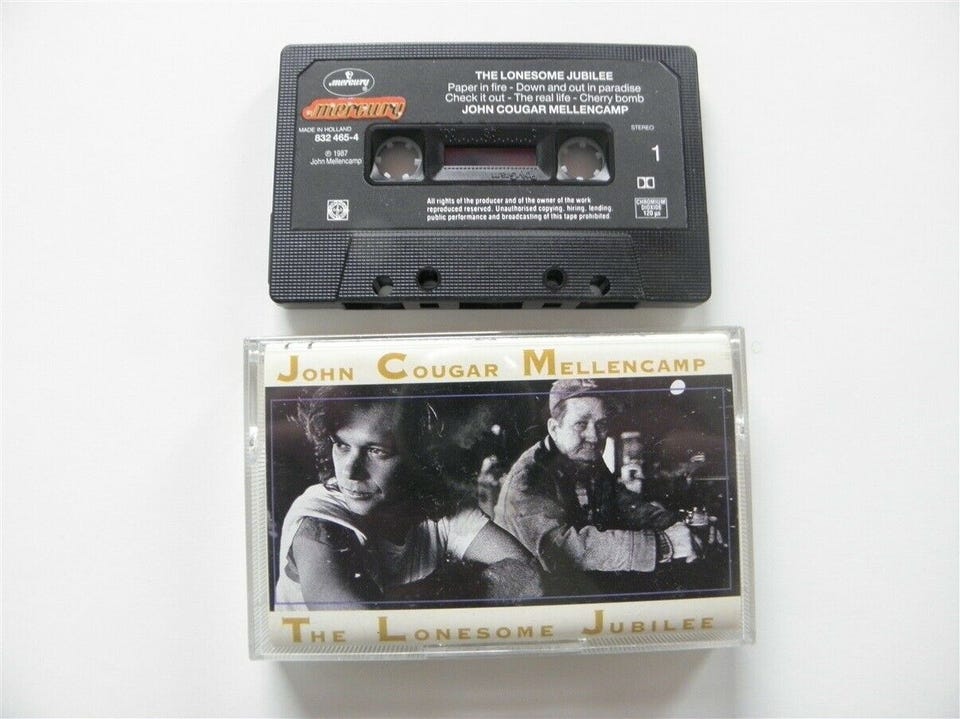 mercury
mercury
THE LONESOME JUBILEE
Paper in fire - Down and out in paradise
Check it out - The real life - Cherry bomb
JOHN COUGAR MELLENCAMP
MADE IN HOLLAND
832 465-4
℗ 1987
John Mellencamp
STEREO
1
PolyGram
All rights of the producer and of the owner of the work
reproduced reserved. Unauthorised copying, hiring, lending,
public performance and broadcasting of this tape prohibited.
CHROMIUM
DIOXIDE
120 µs
JOHN COUGAR MELLENCAMP
THE LONESOME JUBILEE